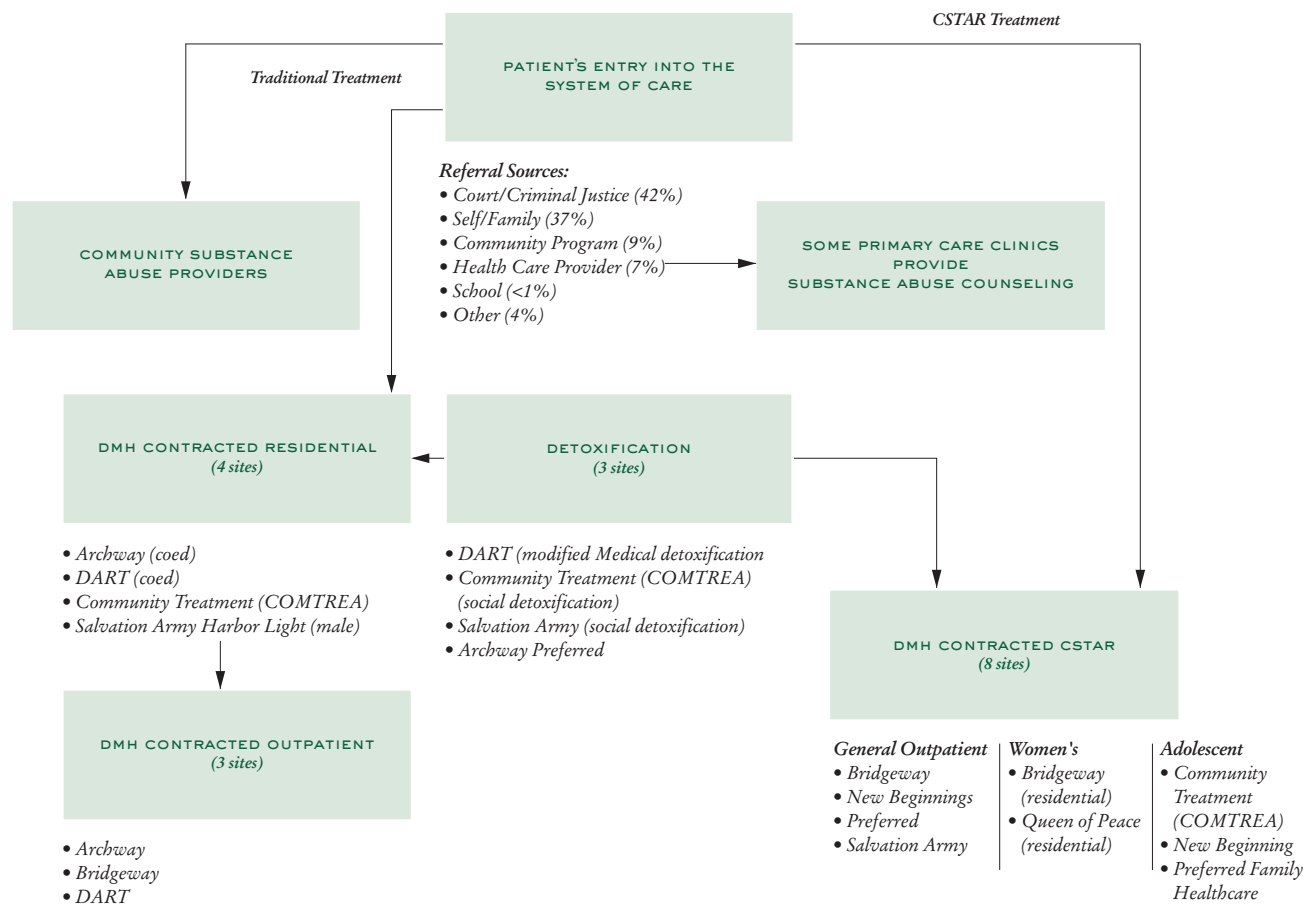 CSTAR Treatment
PATIENT'S ENTRY INTO THE
SYSTEM OF CARE
Traditional Treatment
Referral Sources:
• Court/Criminal Justice (42%)
• Self/Family (37%)
• Community Program (9%)
• Health Care Provider (7%)
• School (<1%)
• Other (4%)
COMMUNITY SUBSTANCE
ABUSE PROVIDERS
SOME PRIMARY CARE CLINICS
PROVIDE
SUBSTANCE ABUSE COUNSELING
DMH CONTRACTED RESIDENTIAL
(4 sites)
• Archway (coed)
• DART (coed)
• Community Treatment (COMTREA)
• Salvation Army Harbor Light (male)
DETOXIFICATION
(3 sites)
• DART (modified Medical detoxification
• Community Treatment (COMTREA)
(social detoxification)
• Salvation Army (social detoxification)
• Archway Preferred
DMH CONTRACTED OUTPATIENT
(3 sites)
• Archway
• Bridgeway
• DART
DMH CONTRACTED CSTAR
(8 sites)
General Outpatient
• Bridgeway
• New Beginnings
• Preferred
• Salvation Army
Women's
• Bridgeway
(residential)
• Queen of Peace
(residential)
Adolescent
• Community
Treatment
(COMTREA)
• New Beginning
• Preferred Family
Healthcare